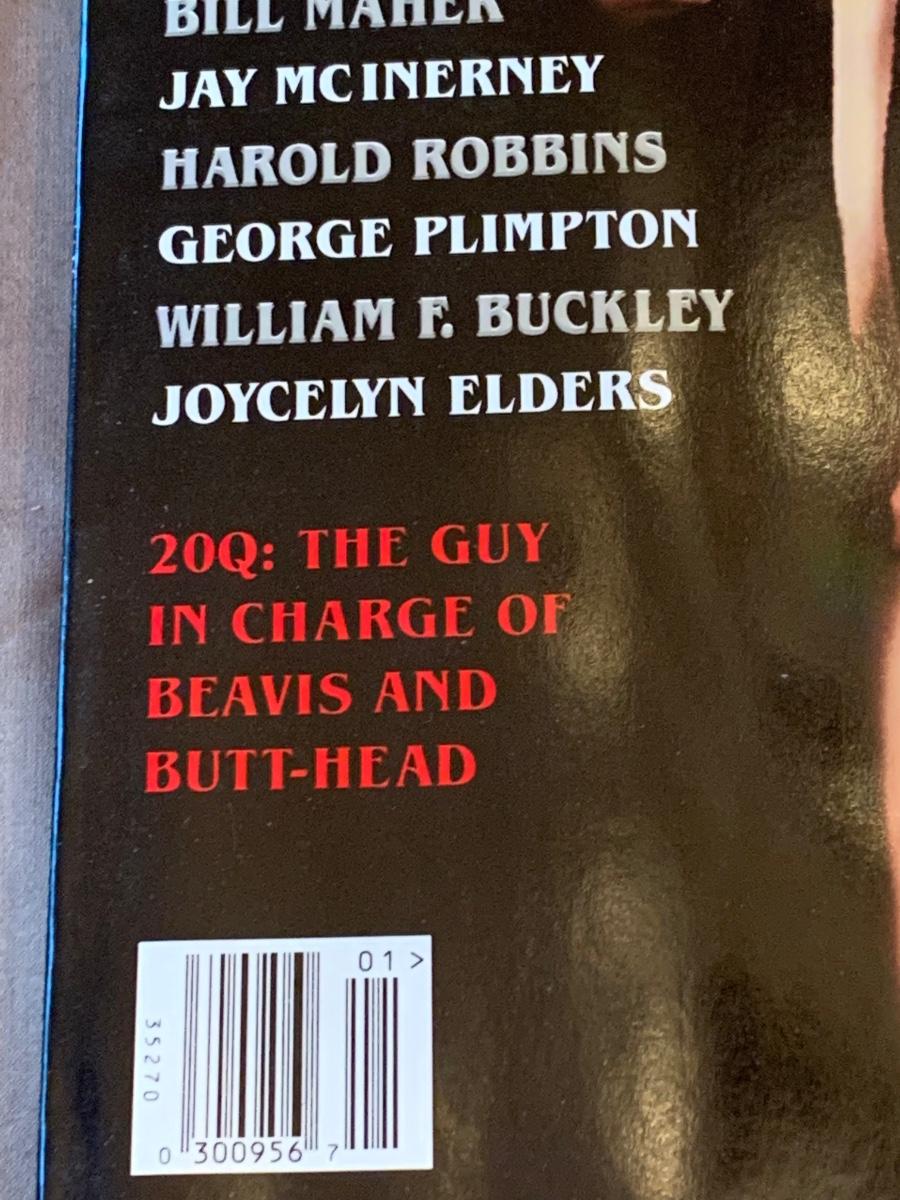 BILL MAHER
JAY MCINERNEY
HAROLD ROBBINS
GEORGE PLIMPTON
WILLIAM F. BUCKLEY
JOYCELYN ELDERS
20Q: THE GUY
IN CHARGE OF
BEAVIS AND
BUTT-HEAD
01 >
35270
0 300956 7